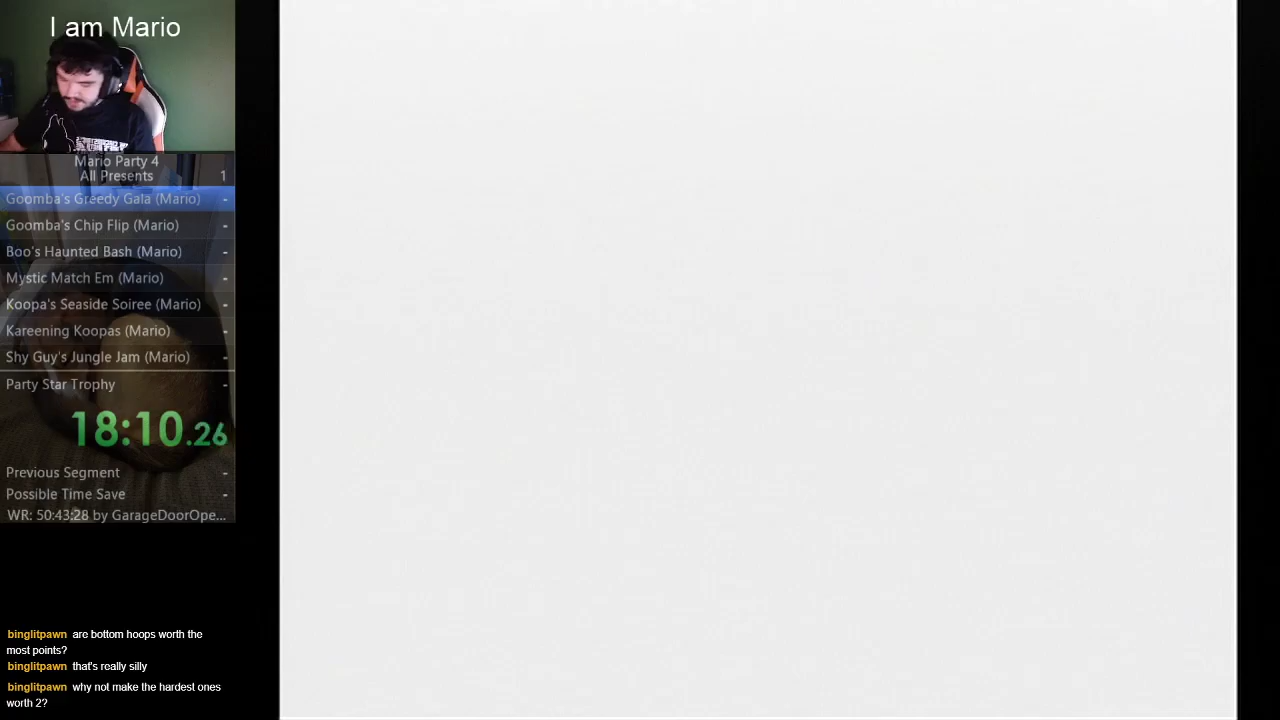 I am Mario
Mario Party 4
All Presents 1
Goomba's Greedy Gala (Mario) -
Goomba's Chip Flip (Mario) -
Boo's Haunted Bash (Mario) -
Mystic Match Em (Mario) -
Koopa's Seaside Soiree (Mario) -
Kareening Koopas (Mario) -
Shy Guy's Jungle Jam (Mario) -
Party Star Trophy -
18:10.26
Previous Segment -
Possible Time Save -
WR: 50:43:28 by GarageDoorOpe...
binglitpawn are bottom hoops worth the
most points?
binglitpawn that's really silly
binglitpawn why not make the hardest ones
worth 2?